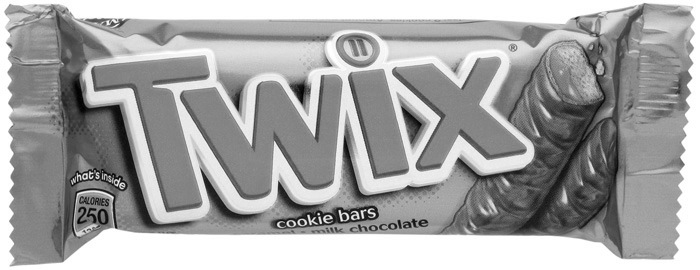 TWIX
®
what's inside
CALORIES
250
cookie bars
milk chocolate